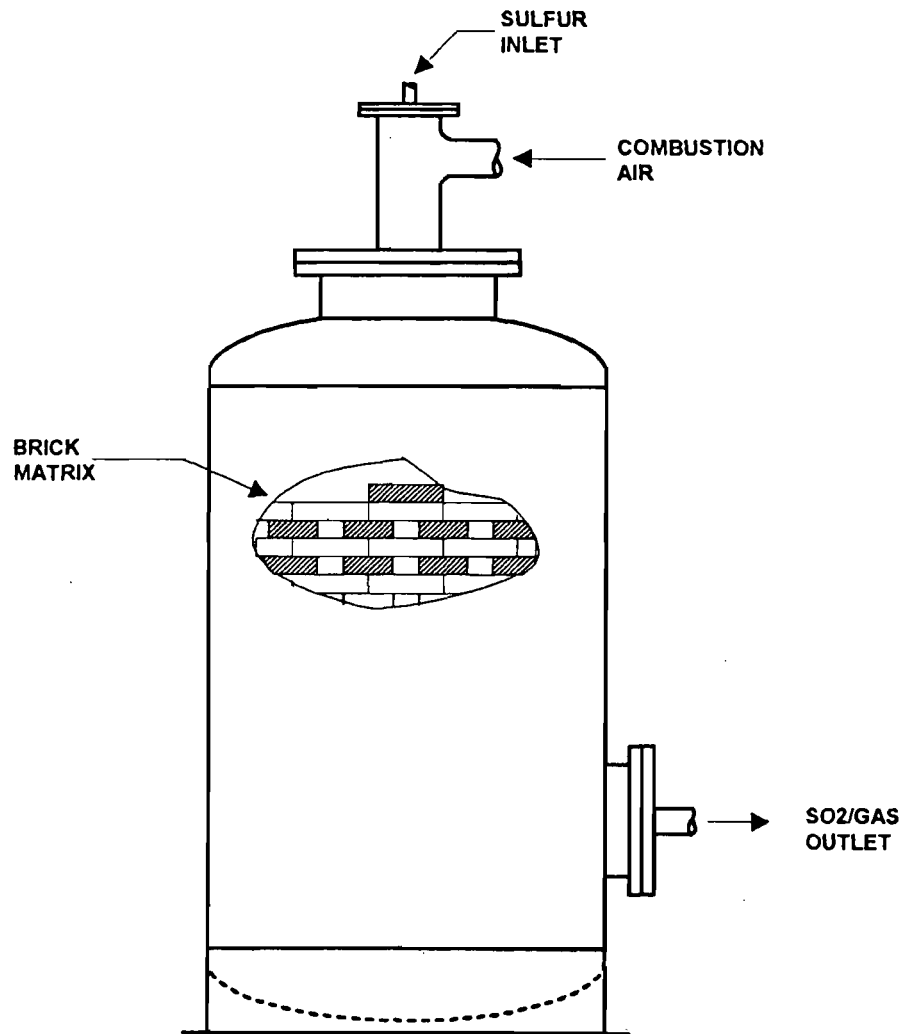 SULFUR
INLET
COMBUSTION
AIR
BRICK
MATRIX
SO2/GAS
OUTLET